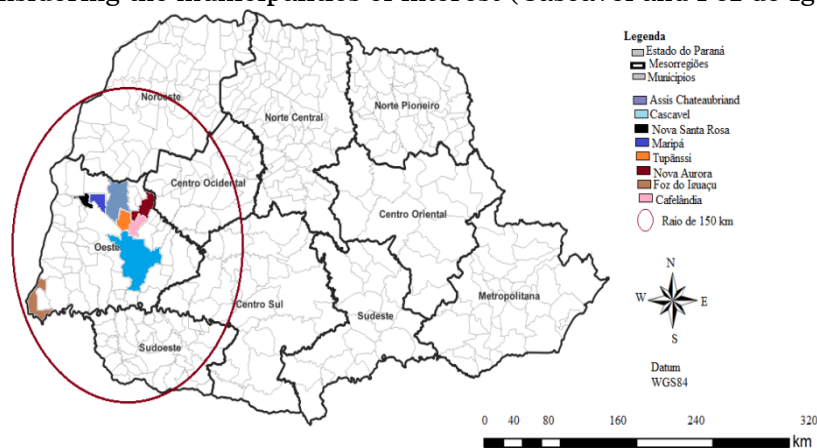 Legenda
Estado do Paraná
Mesorregiões
Municípios
Assis Chateaubriand
Cascavel
Nova Santa Rosa
Maripá
Tupãnssi
Nova Aurora
Foz do Iguaçu
Cafelândia
Raio de 150 km
Noroeste
Norte Central
Norte Pioneiro
Centro Ocidental
Centro Oriental
Oeste
Centro Sul
Sudeste
Metropolitana
Sudoeste
N
W
E
S
Datum
WGS84
0 40 80 160 240 320
km